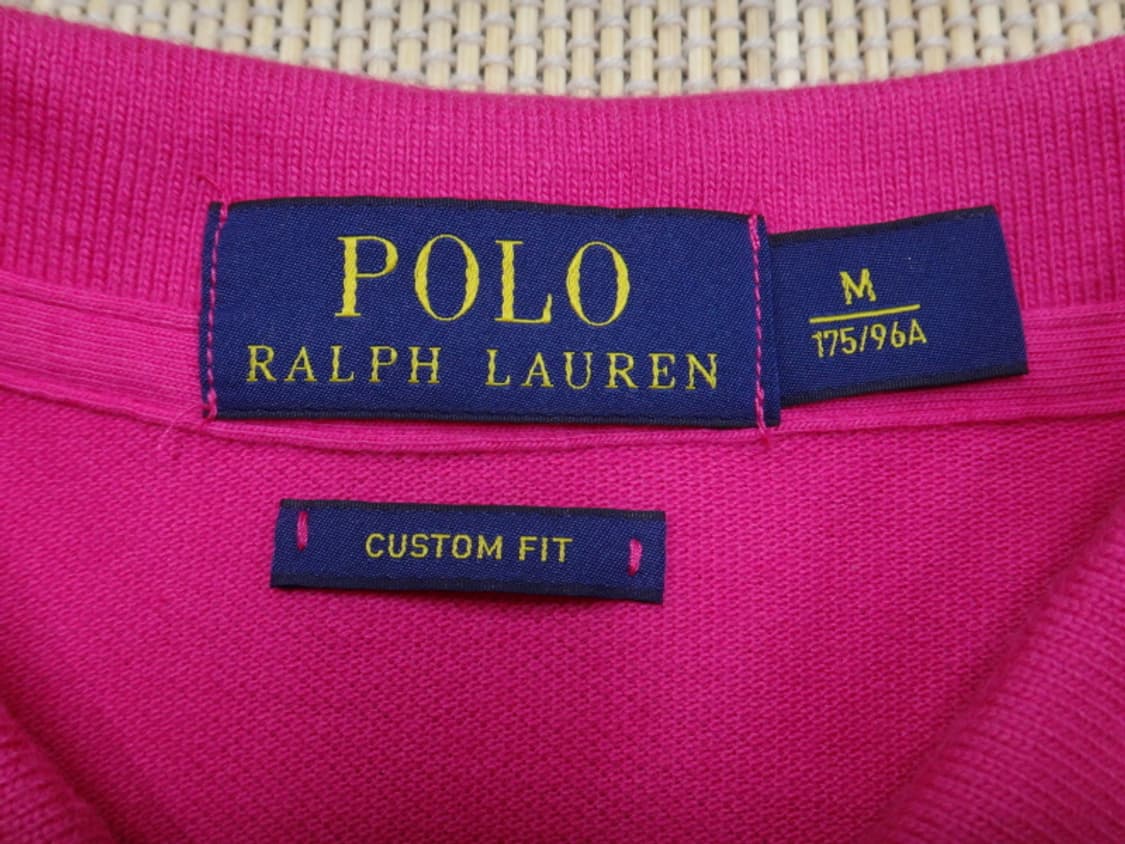 POLO
RALPH LAUREN
M
175/96A
CUSTOM FIT